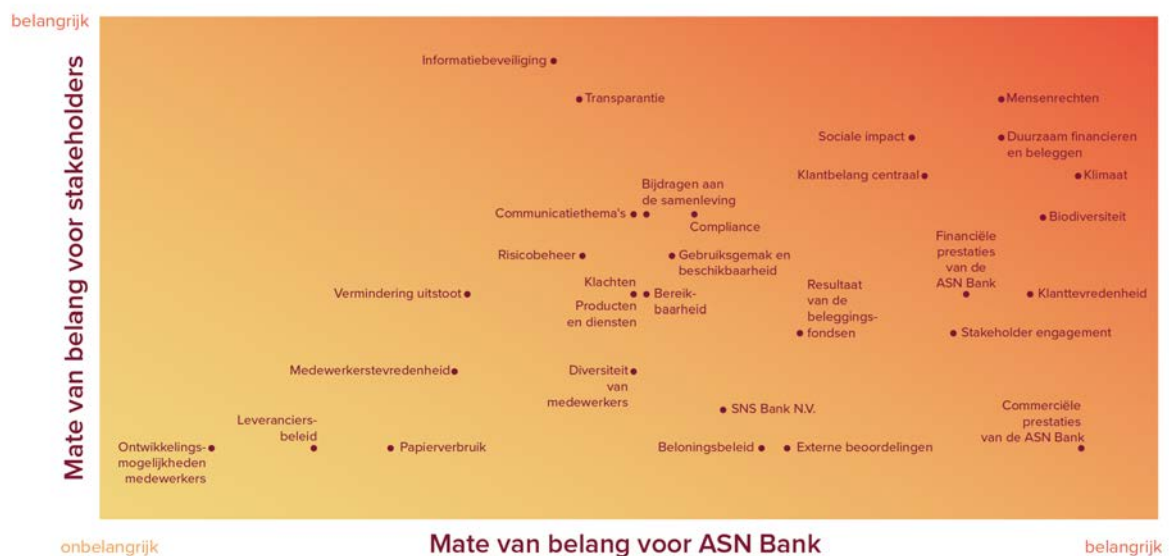 belangrijk
Mate van belang voor stakeholders
Informatiebeveiliging
Transparantie
Mensenrechten
Sociale impact
Duurzaam financieren
en beleggen
Klantbelang centraal
Klimaat
Bijdragen aan
de samenleving
Communicatiethema's
Compliance
Biodiversiteit
Risicobeheer
Gebruiksgemak en
beschikbaarheid
Financiële
prestaties
van de
ASN Bank
Vermindering uitstoot
Klachten
Producten
en diensten
Bereik-
baarheid
Resultaat
van de
beleggings-
fondsen
Klanttevredenheid
Stakeholder engagement
Medewerkerstevredenheid
Diversiteit
van
medewerkers
SNS Bank N.V.
Commerciële
prestaties
van de ASN Bank
Leveranciers-
beleid
Ontwikkelings-
mogelijkheden
medewerkers
Papierverbruik
Beloningsbeleid
Externe beoordelingen
onbelangrijk
Mate van belang voor ASN Bank
belangrijk